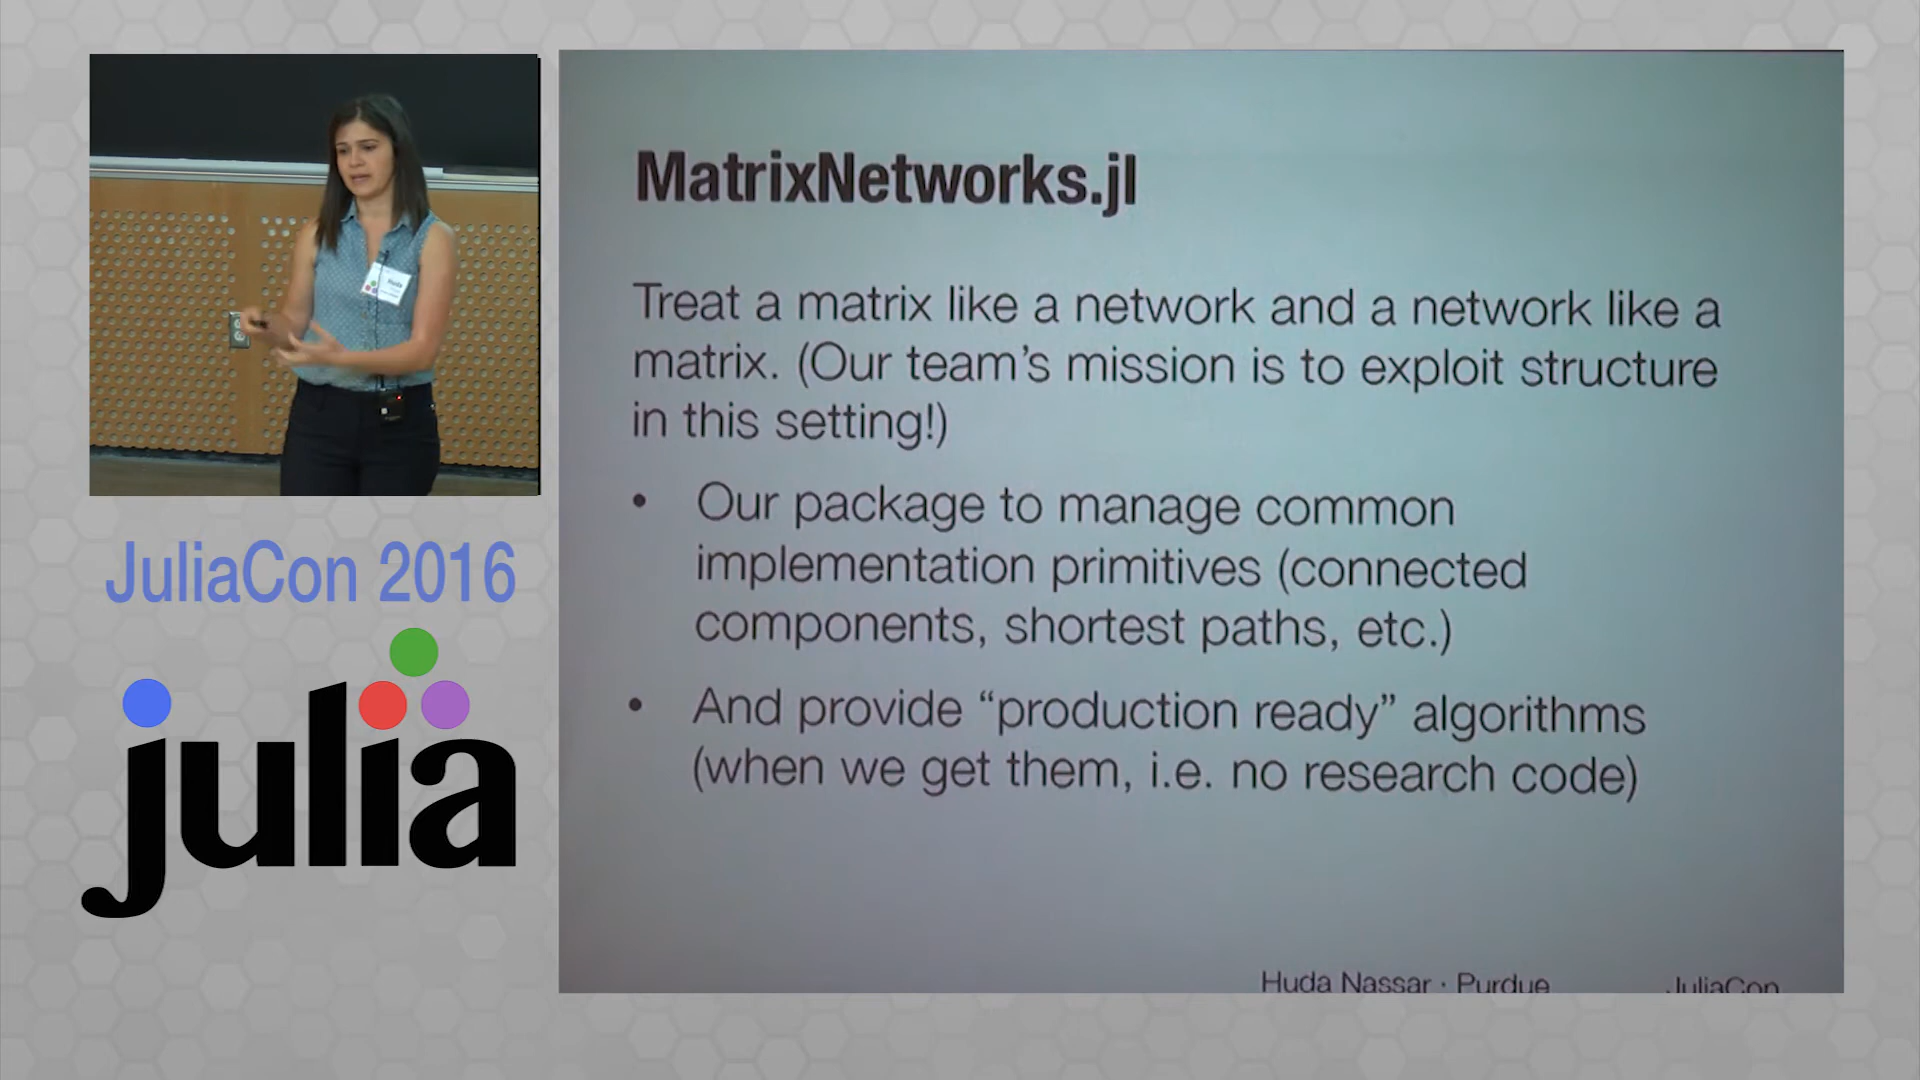 MatrixNetworks.jl
Treat a matrix like a network and a network like a
matrix. (Our team’s mission is to exploit structure
in this setting!)
• Our package to manage common
implementation primitives (connected
components, shortest paths, etc.)
• And provide “production ready” algorithms
(when we get them, i.e. no research code)
Huda Nassar · Purdue
JuliaCon
Huda
JuliaCon 2016
julia